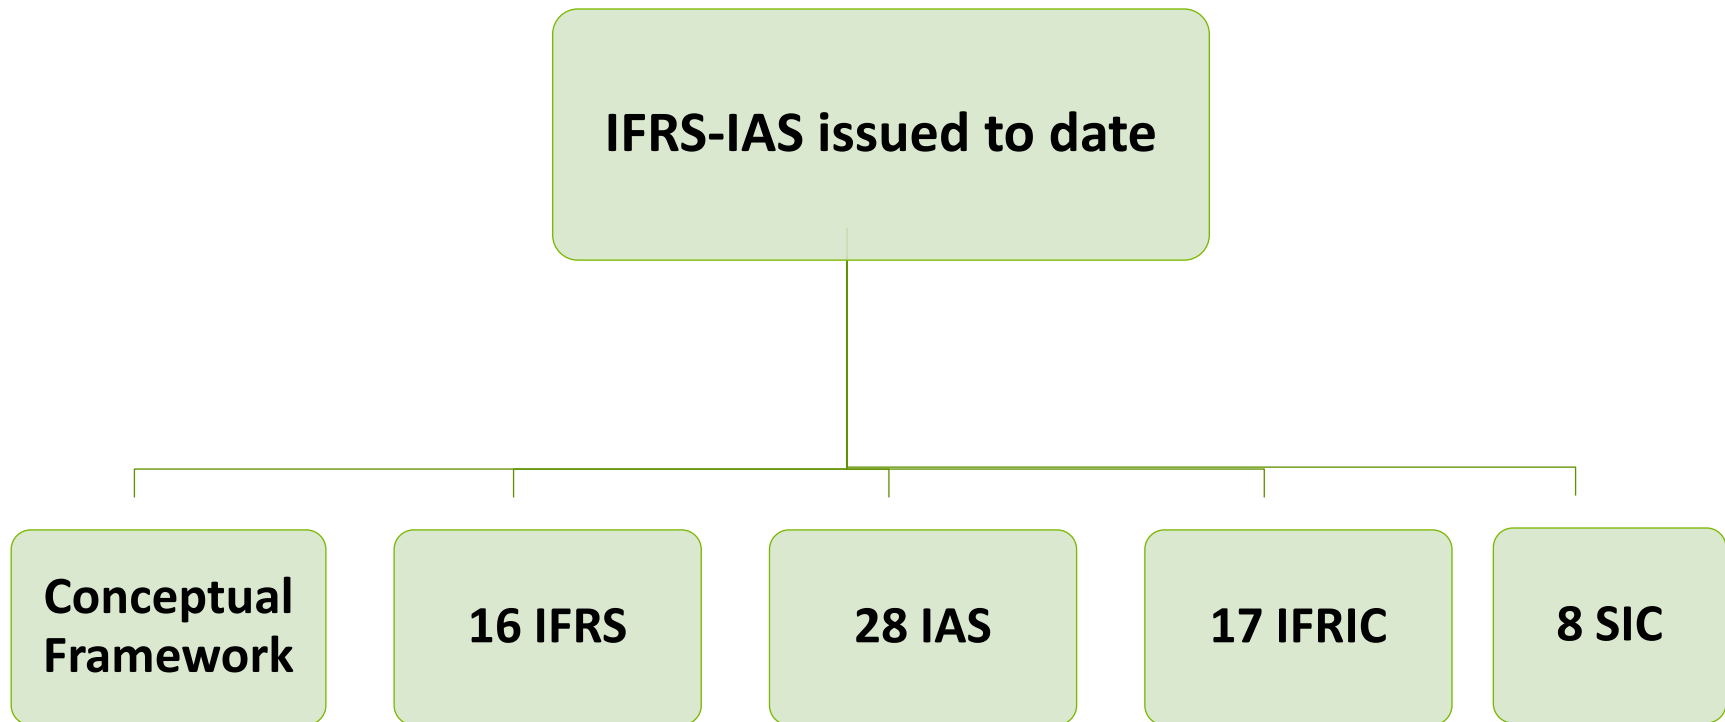 IFRS-IAS issued to date
Conceptual
Framework
16 IFRS
28 IAS
17 IFRIC
8 SIC